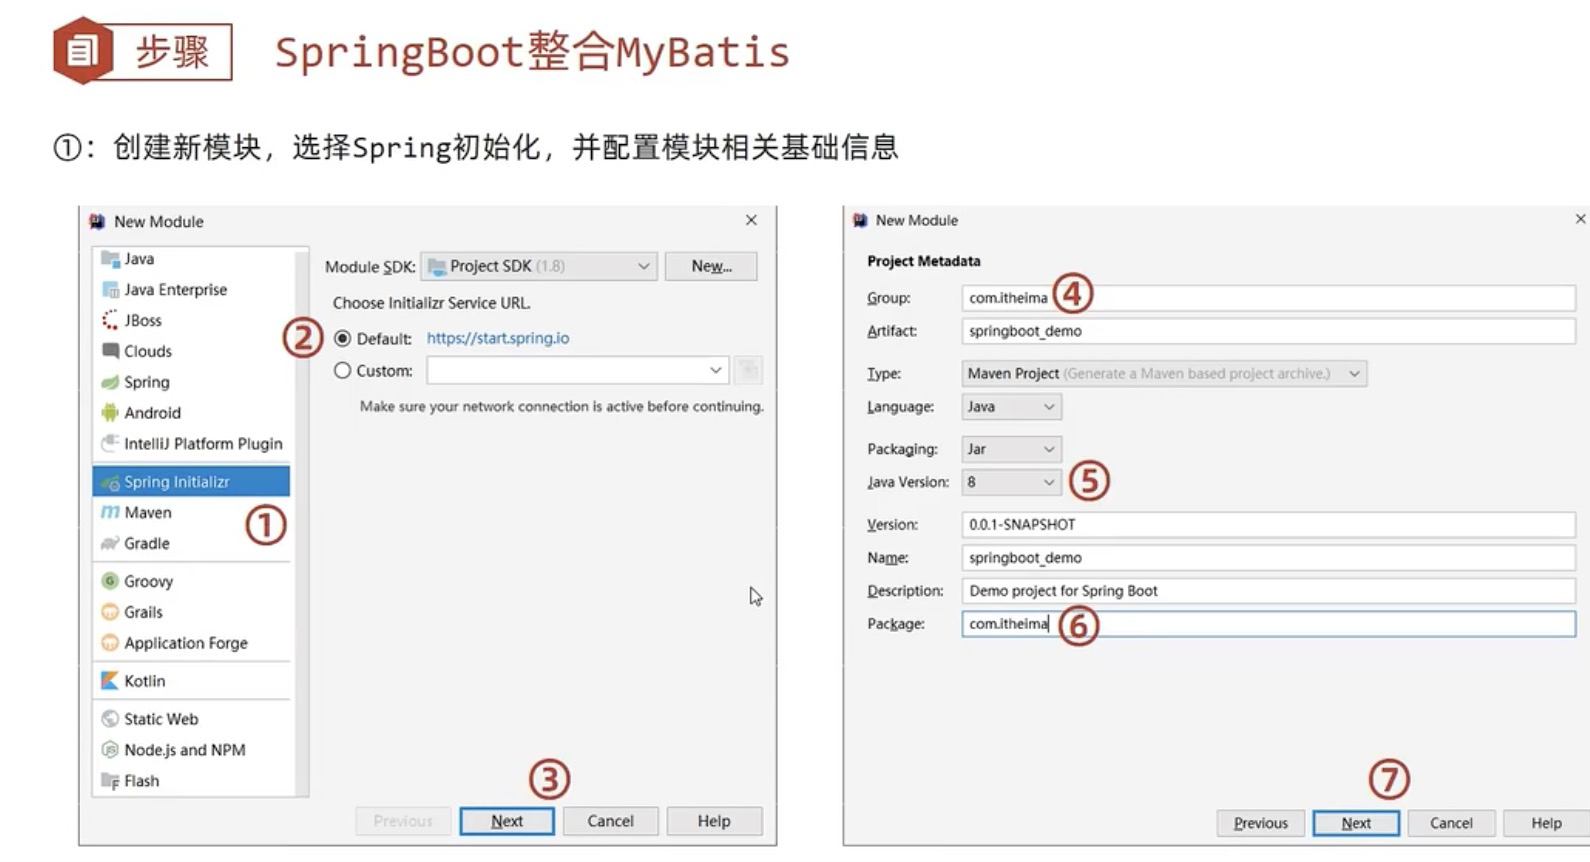 步骤
SpringBoot整合MyBatis
①：创建新模块，选择Spring初始化，并配置模块相关基础信息
New Module
Java
Java Enterprise
JBoss
Clouds
Spring
Android
IntelliJ Platform Plugin
Spring Initializr
Maven
①
Gradle
Groovy
Grails
Application Forge
Kotlin
Static Web
Node.js and NPM
Flash
Module SDK: Project SDK (1.8) New...
Choose Initializr Service URL.
② Default: https://start.spring.io
Custom:
Make sure your network connection is active before continuing.
③
Previous Next Cancel Help
New Module
Project Metadata
Group: com.itheima ④
Artifact: springboot_demo
Type: Maven Project (Generate a Maven based project archive.)
Language: Java
Packaging: Jar
Java Version: 8 ⑤
Version: 0.0.1-SNAPSHOT
Name: springboot_demo
Description: Demo project for Spring Boot
Package: com.itheima ⑥
⑦
Previous Next Cancel Help